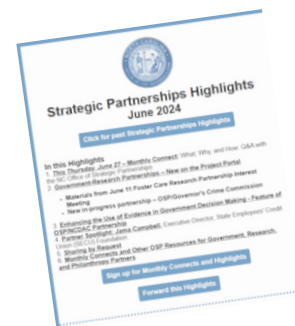 Strategic Partnerships Highlights
June 2024
Click for past Strategic Partnerships Highlights
In this Highlights
1. This Thursday, June 27 – Monthly Connect: What, Why, and How: Q&A with
the NC Office of Strategic Partnerships
2. Government-Research Partnerships – New on the Project Portal
• Materials from June 11 Foster Care Research Partnership Interest
Meeting
• New in-progress partnership – OSP/Governor's Crime Commission
3. Enhancing the Use of Evidence in Government Decision Making - Feature of
OSP/NCDAC Partnership
4. Partner Spotlight: Jama Campbell, Executive Director, State Employees' Credit
Union (SECU) Foundation
5. Sharing by Request
6. Monthly Connects and Other OSP Resources for Government, Research,
and Philanthropy Partners
Sign up for Monthly Connects and Highlights
Forward this Highlights